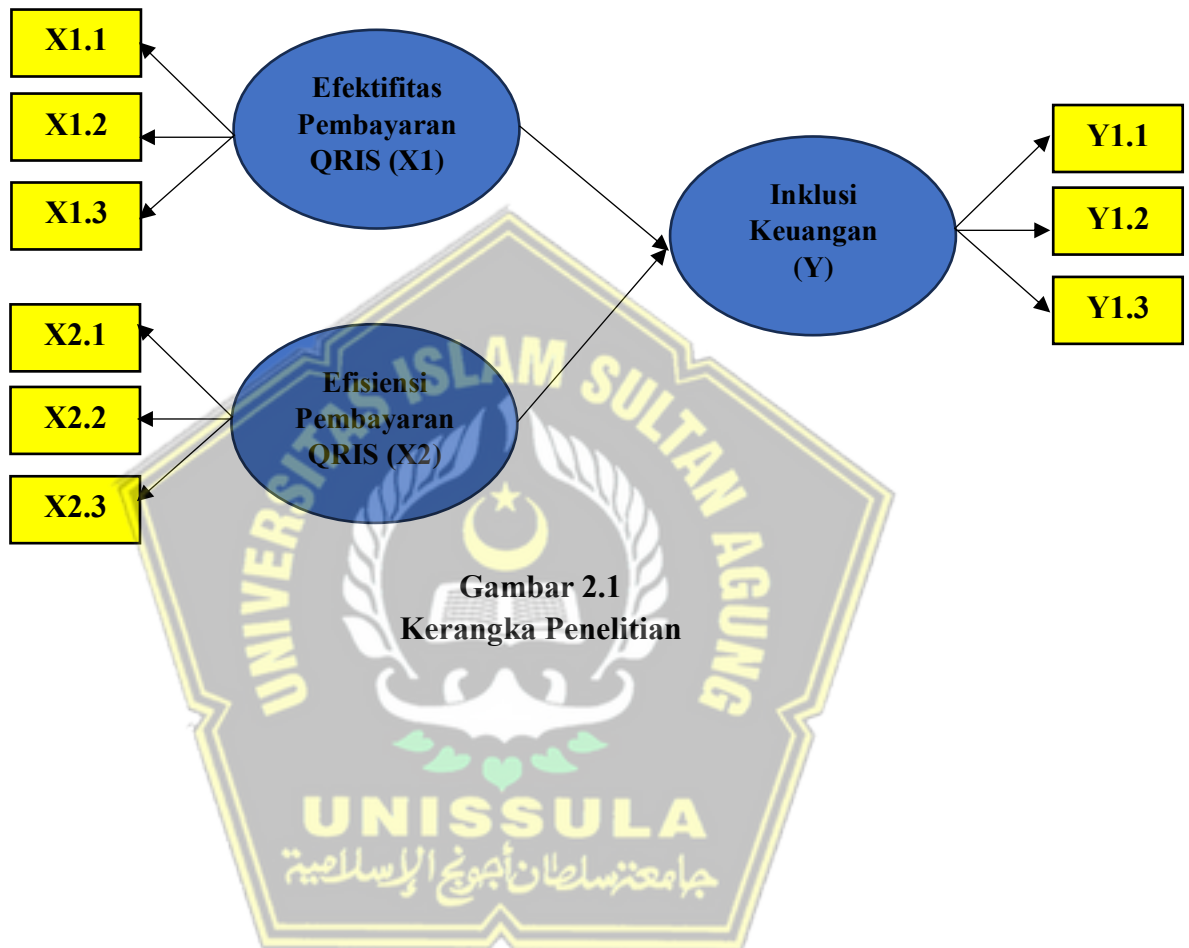 X1.1
X1.2
X1.3
Efektifitas
Pembayaran
QRIS (X1)
Inklusi
Keuangan
(Y)
Y1.1
Y1.2
Y1.3
X2.1
X2.2
X2.3
Efisiensi
Pembayaran
QRIS (X2)
Gambar 2.1
Kerangka Penelitian
UNIVERSITAS ISLAM SULTAN AGUNG
UNISSULA
جامعتنسلطان أجونج الإسلامية